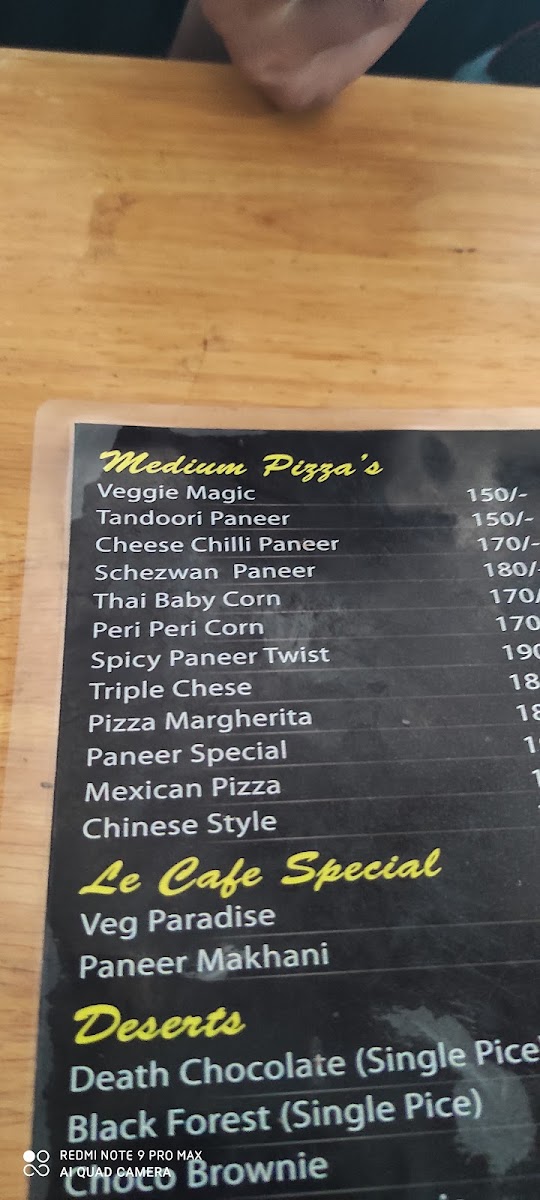 Medium Pizza's
Veggie Magic 150/-
Tandoori Paneer 150/-
Cheese Chilli Paneer 170/-
Schezwan Paneer 180/-
Thai Baby Corn 170/
Peri Peri Corn 170
Spicy Paneer Twist 190
Triple Chese 18
Pizza Margherita 18
Paneer Special
Mexican Pizza
Chinese Style
Le Cafe Special
Veg Paradise
Paneer Makhani
Deserts
Death Chocolate (Single Pice)
Black Forest (Single Pice)
Choco Brownie
REDMI NOTE 9 PRO MAX
AI QUAD CAMERA